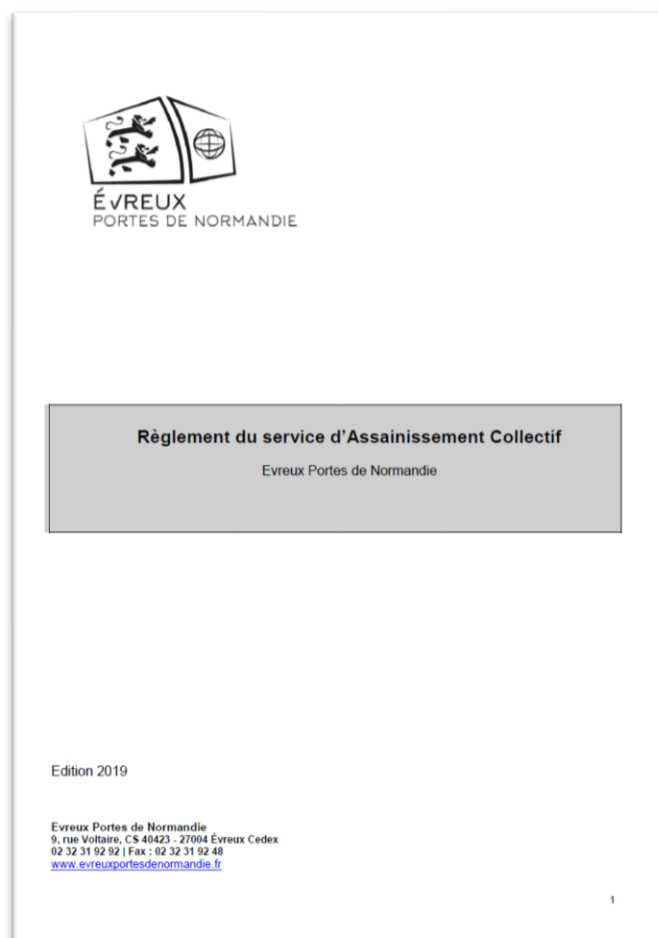 ÉVREUX
PORTES DE NORMANDIE
Règlement du service d'Assainissement Collectif
Evreux Portes de Normandie
Edition 2019
Evreux Portes de Normandie
9, rue Voltaire, CS 40423 - 27004 Évreux Cedex
02 32 31 92 92 | Fax : 02 32 31 92 48
www.evreuxportesdenormandie.fr
1